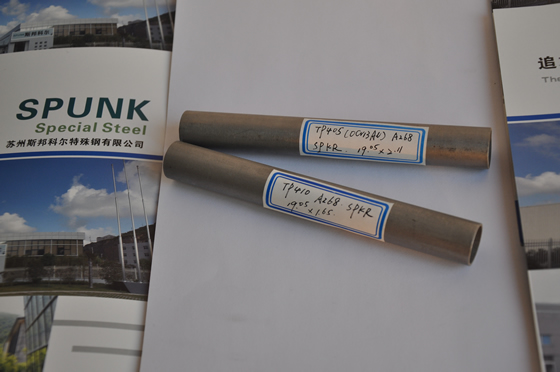 SPUNK
Special Steel
苏州斯邦科尔特殊钢有限公司
TP405(0Cr13Al) A268
SPKR 19.05×2.11
TP410 A268 SPKR
19.05×1.65
追
The